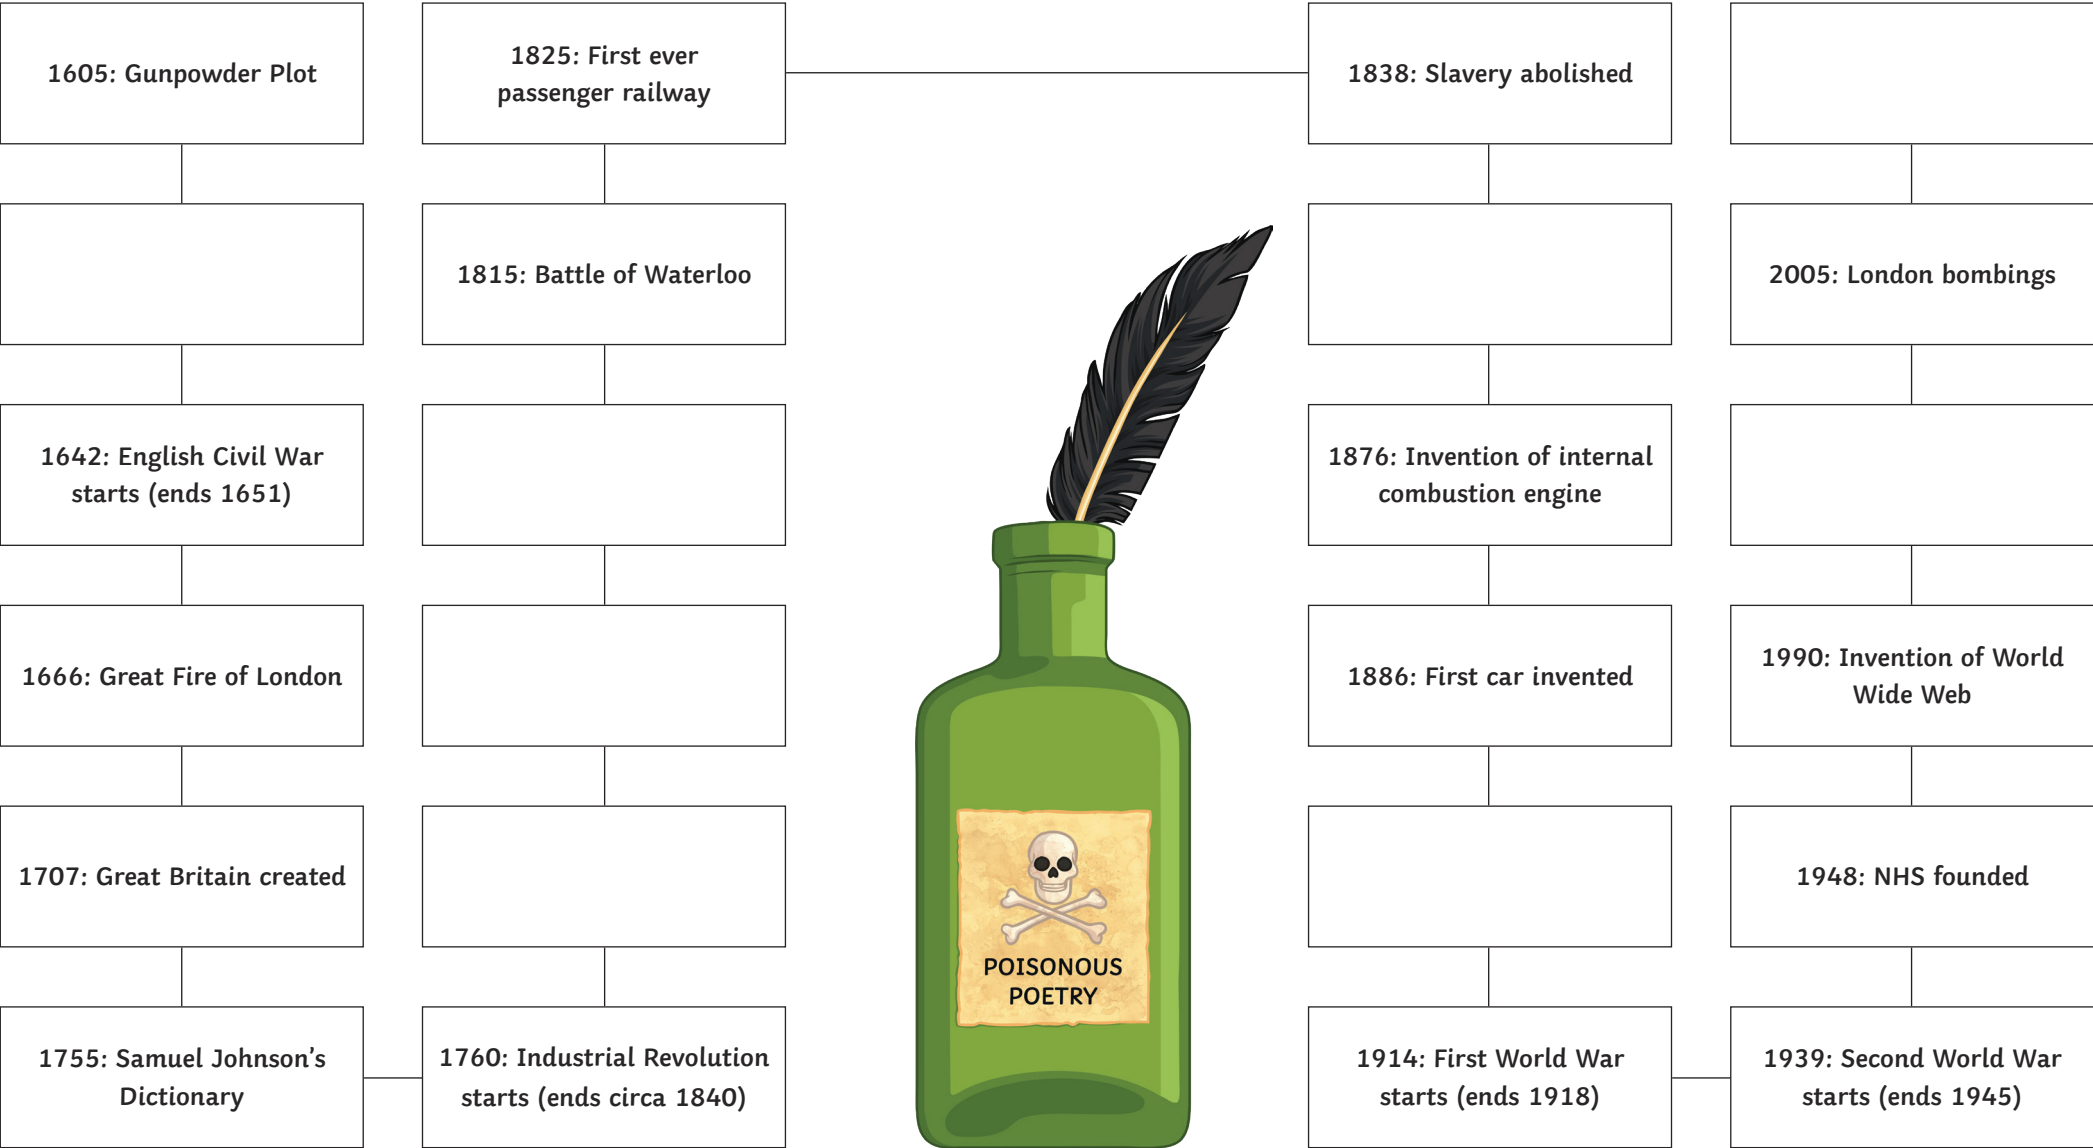 1605: Gunpowder Plot
1642: English Civil War
starts (ends 1651)
1666: Great Fire of London
1707: Great Britain created
1755: Samuel Johnson’s
Dictionary
1760: Industrial Revolution
starts (ends circa 1840)
1815: Battle of Waterloo
1825: First ever
passenger railway
POISONOUS
POETRY
1838: Slavery abolished
1876: Invention of internal
combustion engine
1886: First car invented
1914: First World War
starts (ends 1918)
1939: Second World War
starts (ends 1945)
1948: NHS founded
1990: Invention of World
Wide Web
2005: London bombings